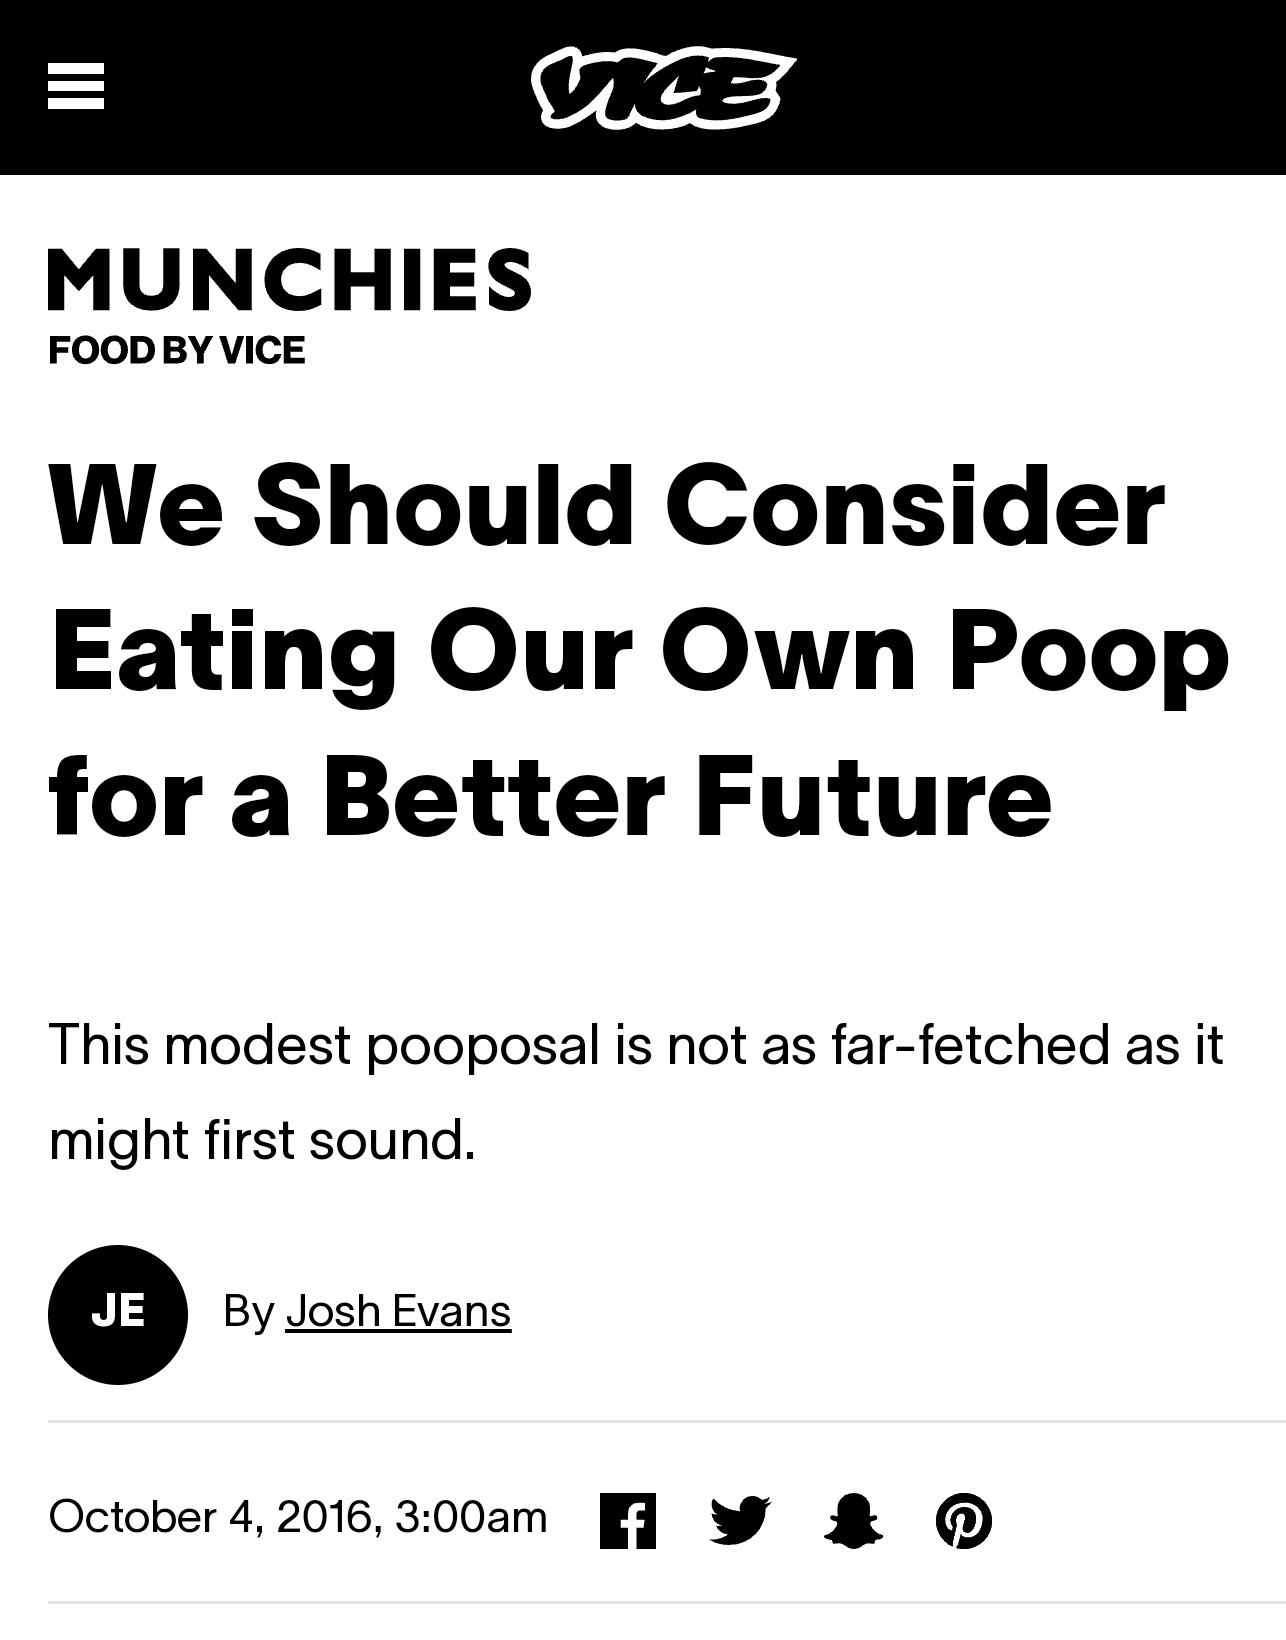 VICE
MUNCHIES
FOOD BY VICE
We Should Consider
Eating Our Own Poop
for a Better Future
This modest pooposal is not as far-fetched as it
might first sound.
JE
By Josh Evans
October 4, 2016, 3:00am